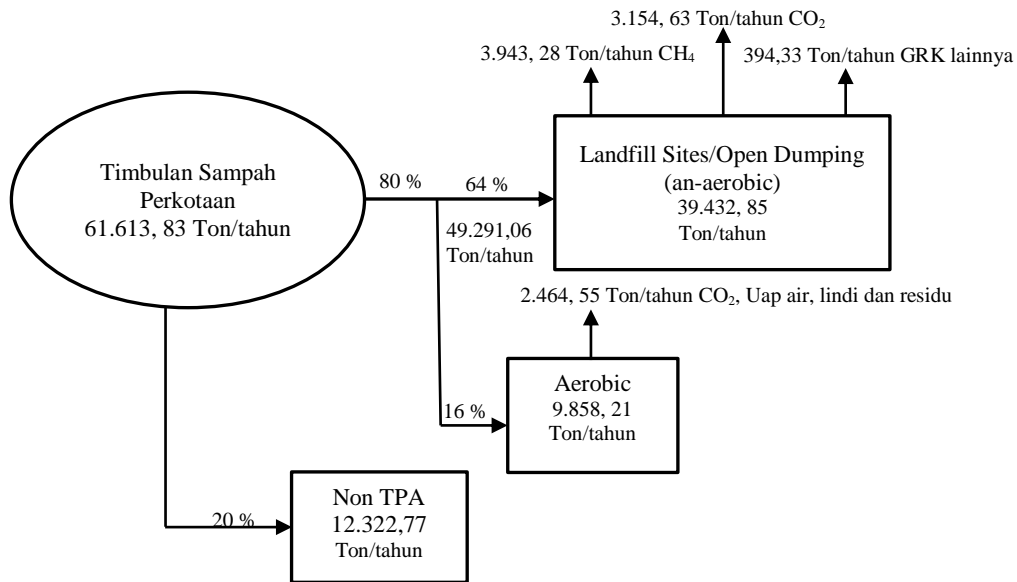 3.154, 63 Ton/tahun CO₂
3.943, 28 Ton/tahun CH₄
394,33 Ton/tahun GRK lainnya
Timbulan Sampah
Perkotaan
61.613, 83 Ton/tahun
80 %
64 %
49.291,06
Ton/tahun
Landfill Sites/Open Dumping
(an-aerobic)
39.432, 85
Ton/tahun
2.464, 55 Ton/tahun CO₂, Uap air, lindi dan residu
16 %
Aerobic
9.858, 21
Ton/tahun
20 %
Non TPA
12.322,77
Ton/tahun